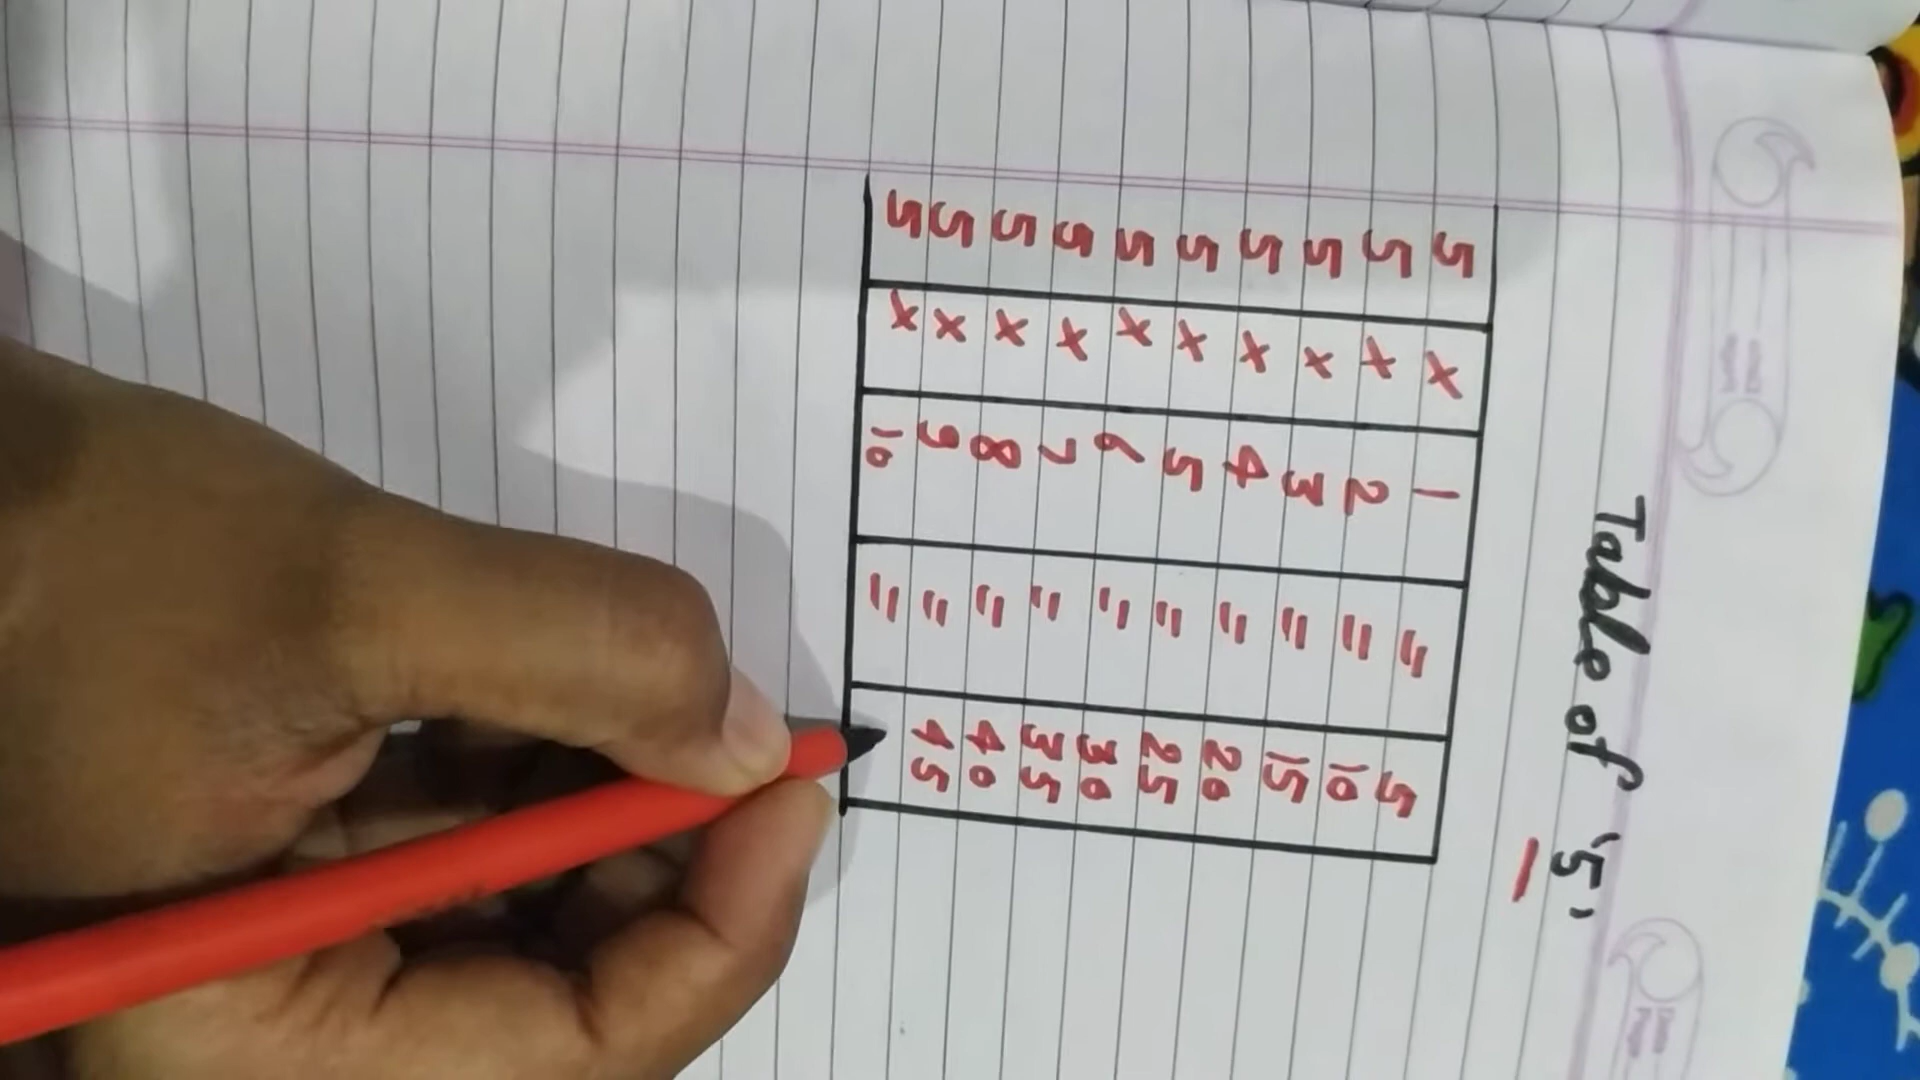 Table of '5'
5 x 1 = 5
5 x 2 = 10
5 x 3 = 15
5 x 4 = 20
5 x 5 = 25
5 x 6 = 30
5 x 7 = 35
5 x 8 = 40
5 x 9 = 45
5 x 10 =